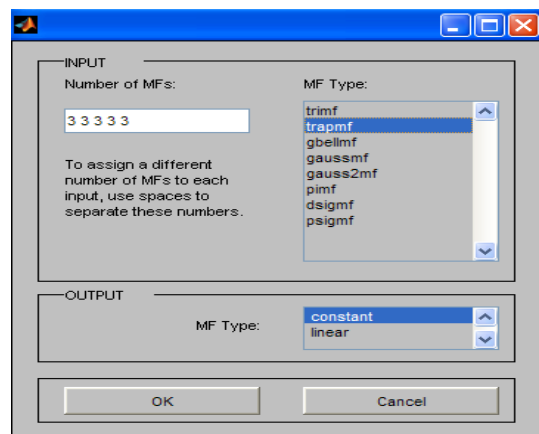 INPUT
Number of MFs:
3 3 3 3 3
To assign a different
number of MFs to each
input, use spaces to
separate these numbers.
MF Type:
trimf
trapmf
gbellmf
gaussmf
gauss2mf
pimf
dsigmf
psigmf
OUTPUT
MF Type:
constant
linear
OK
Cancel